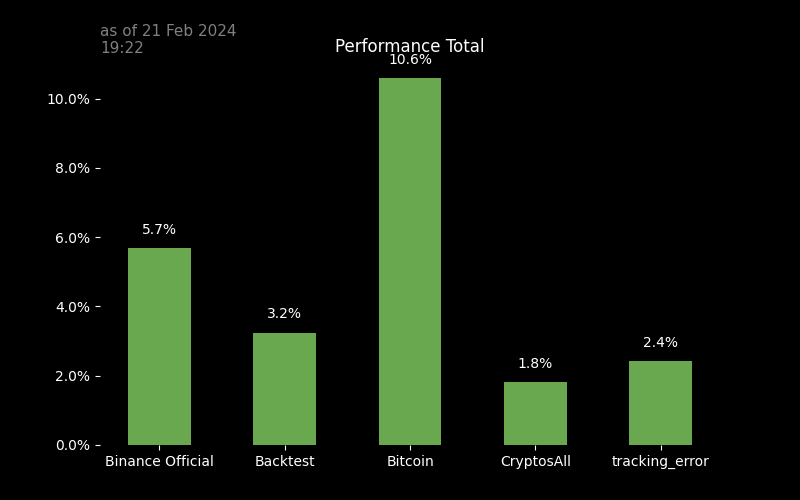 as of 21 Feb 2024
19:22
Performance Total
10.6%
10.0%
8.0%
6.0%
4.0%
2.0%
0.0%
5.7%
3.2%
1.8%
2.4%
Binance Official
Backtest
Bitcoin
CryptosAll
tracking_error